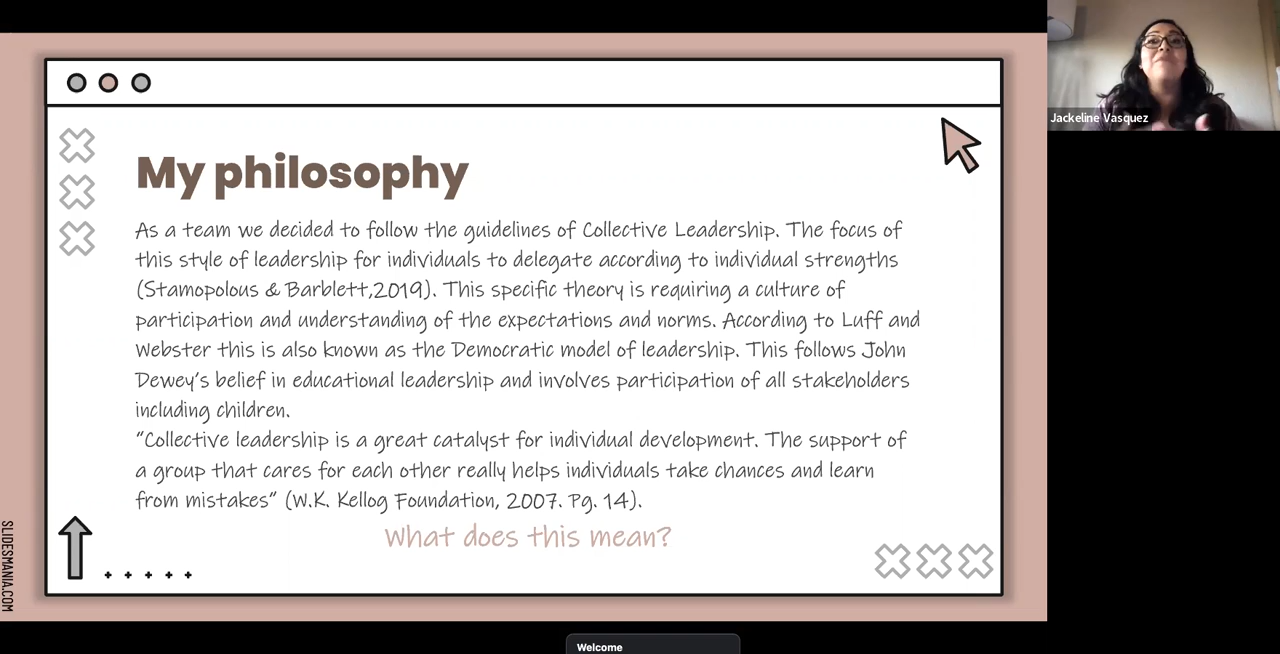 My philosophy
As a team we decided to follow the guidelines of Collective Leadership. The focus of
this style of leadership for individuals to delegate according to individual strengths
(Stamopolous & Barblett,2019). This specific theory is requiring a culture of
participation and understanding of the expectations and norms. According to Luff and
Webster this is also known as the Democratic model of leadership. This follows John
Dewey's belief in educational leadership and involves participation of all stakeholders
including children.
"Collective leadership is a great catalyst for individual development. The support of
a group that cares for each other really helps individuals take chances and learn
from mistakes" (W.K. Kellog Foundation, 2007. Pg. 14).
What does this mean?
SLIDESMANIA.COM
Jackeline Vasquez
Welcome